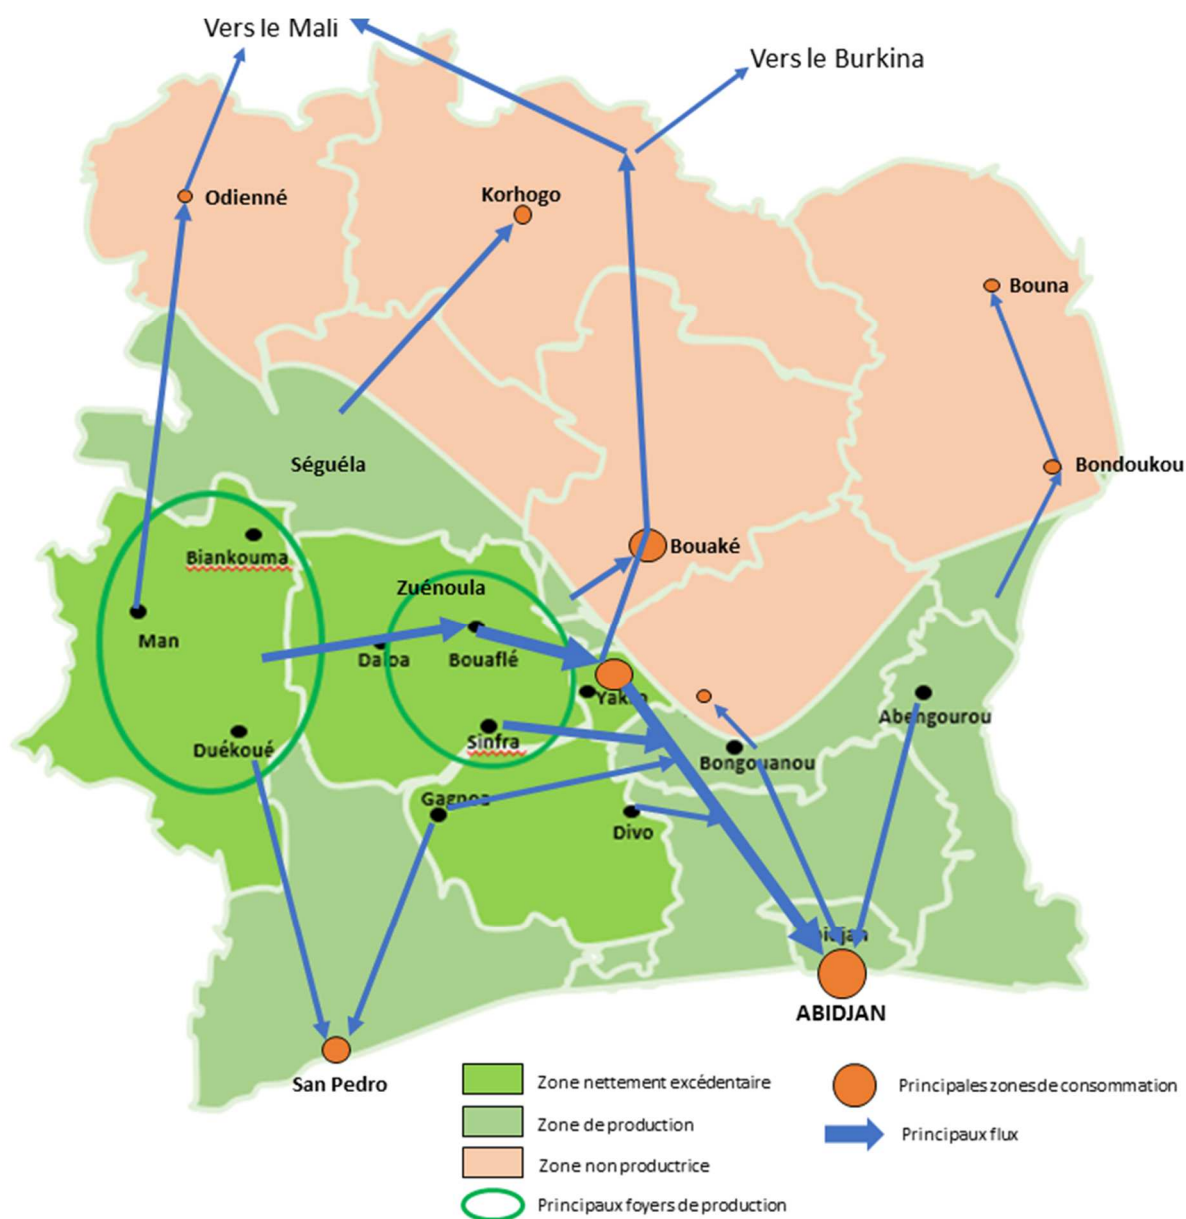 Vers le Mali
Vers le Burkina
Odienné
Korhogo
Bouna
Séguéla
Bondoukou
Biankouma
Bouaké
Zuénoula
Man
Daloa
Bouaflé
Yakro
Abengourou
Duékoué
Sinfra
Bongouanou
Gagnoa
Divo
Abidjan
ABIDJAN
San Pedro
Zone nettement excédentaire
Principales zones de consommation
Zone de production
Principaux flux
Zone non productrice
Principaux foyers de production